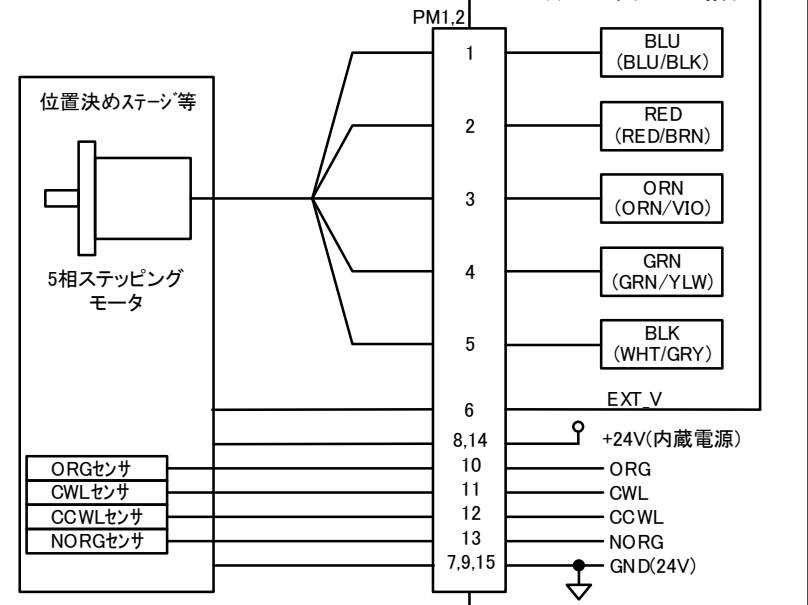 PM1,2
位置決めｽﾃｰｼﾞ等
5相ステッピング
モータ
ORGｾﾝｻ
CWLｾﾝｻ
CCWLｾﾝｻ
NORGｾﾝｻ
1
2
3
4
5
6
8,14
10
11
12
13
7,9,15
BLU
(BLU/BLK)
RED
(RED/BRN)
ORN
(ORN/VIO)
GRN
(GRN/YLW)
BLK
(WHT/GRY)
EXT_V
+24V(内蔵電源)
ORG
CWL
CCWL
NORG
GND(24V)